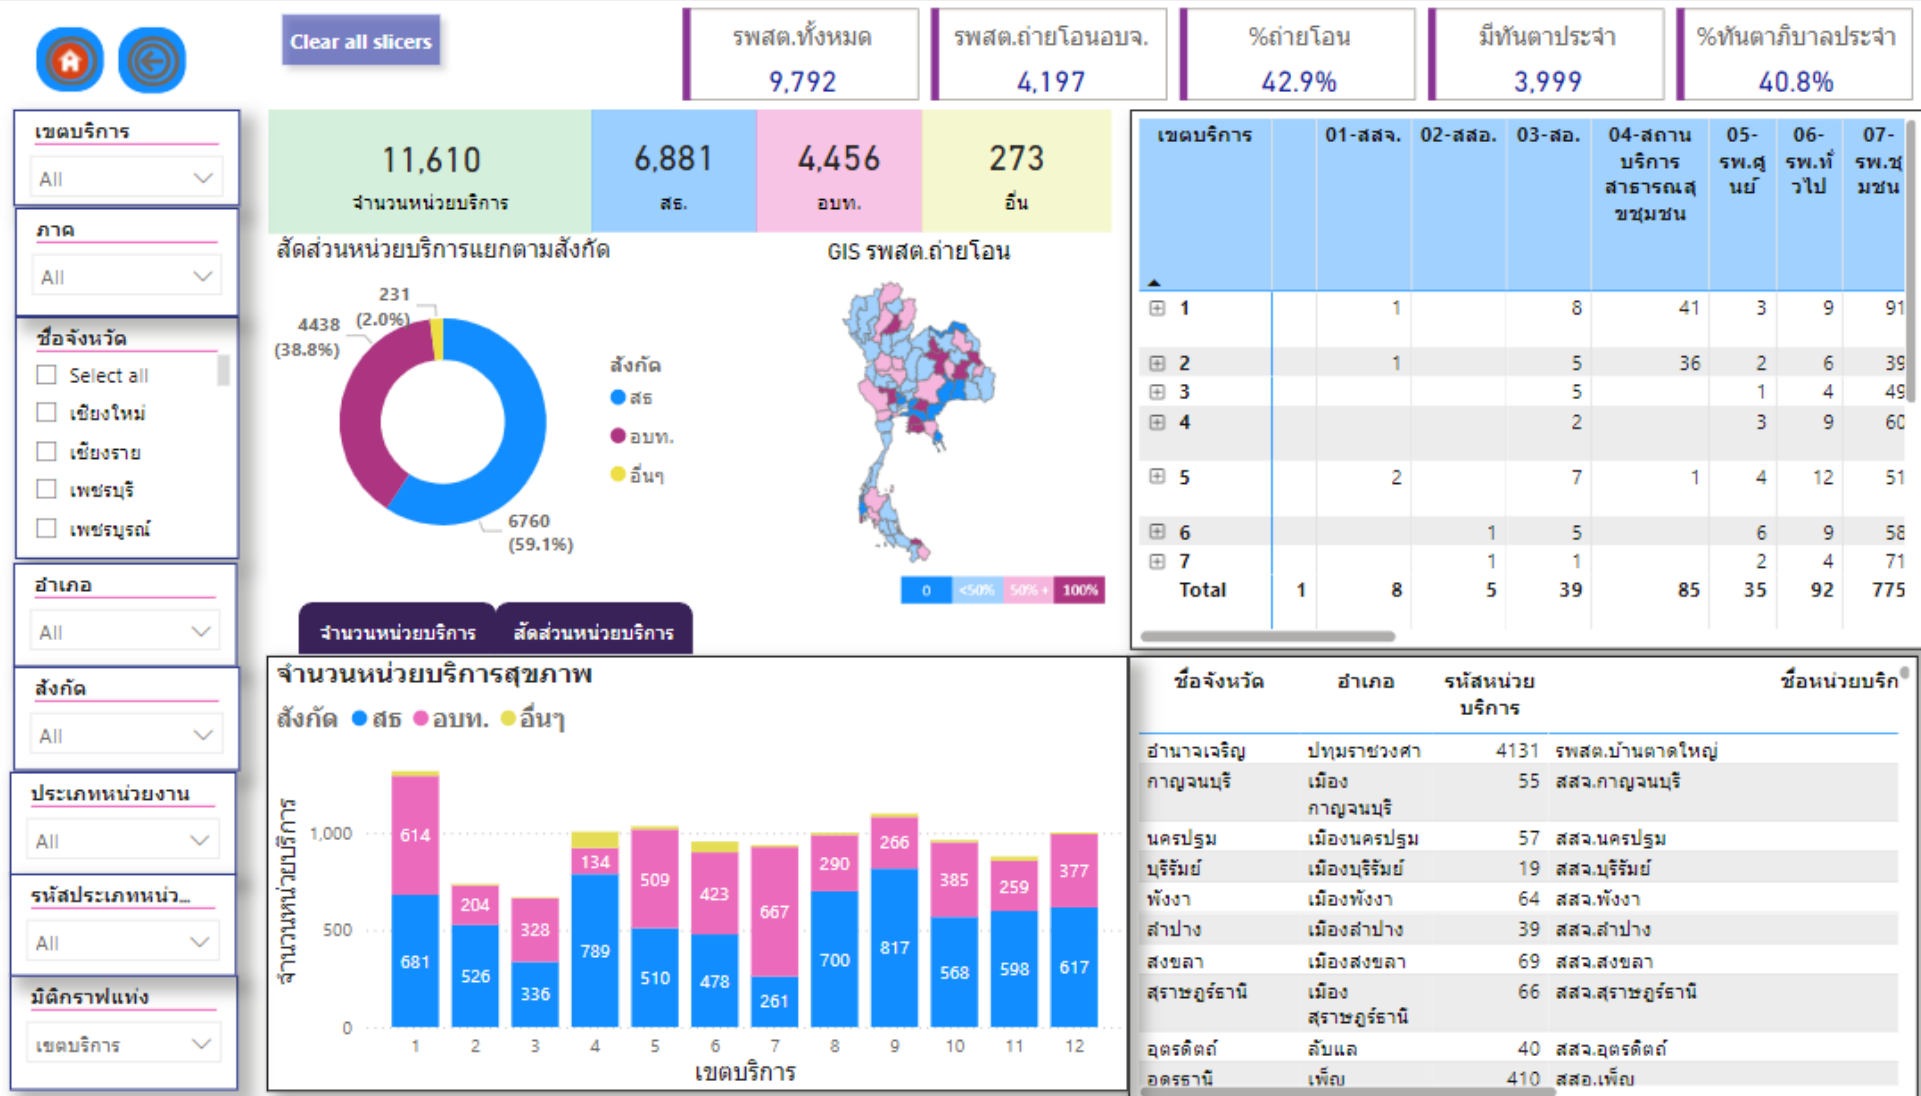 Clear all slicers
รพสต.ทั้งหมด
9,792
รพสต.ถ่ายโอนอบจ.
4,197
%ถ่ายโอน
42.9%
มีทันตาประจำ
3,999
%ทันตาภิบาลประจำ
40.8%
เขตบริการ
All
ภาค
All
ชื่อจังหวัด
Select all
เชียงใหม่
เชียงราย
เพชรบุรี
เพชรบูรณ์
อำเภอ
All
สังกัด
All
ประเภทหน่วยงาน
All
รหัสประเภทหน่ว...
All
มิติกราฟแท่ง
เขตบริการ
11,610
จำนวนหน่วยบริการ
6,881
สธ.
4,456
อบท.
273
อื่น
สัดส่วนหน่วยบริการแยกตามสังกัด
231
(2.0%)
4438
(38.8%)
6760
(59.1%)
สังกัด
สธ
อบท.
อื่นๆ
GIS รพสต.ถ่ายโอน
0 <50% 50% + 100%
จำนวนหน่วยบริการ
สัดส่วนหน่วยบริการ
เขตบริการ 01-สสจ. 02-สสอ. 03-สอ. 04-สถาน 05- 06- 07-
บริการ รพ.ศู รพ.ทั่ รพ.ชุ
สาธารณสุ นย์ วไป มชน
ขชุมชน
1 1 8 41 3 9 91
2 1 5 36 2 6 39
3 5 1 4 49
4 2 3 9 60
5 2 7 1 4 12 51
6 1 5 6 9 58
7 1 1 2 4 71
Total 1 8 5 39 85 35 92 775
จำนวนหน่วยบริการสุขภาพ
สังกัด สธ อบท. อื่นๆ
จำนวนหน่วยบริการ
1,000
500
0
614 204 328 134 509 423 667 290 266 385 259 377
681 526 336 789 510 478 261 700 817 568 598 617
1 2 3 4 5 6 7 8 9 10 11 12
เขตบริการ
ชื่อจังหวัด อำเภอ รหัสหน่วย ชื่อหน่วยบริก
บริการ
อำนาจเจริญ ปทุมราชวงศา 4131 รพสต.บ้านตาดใหญ่
กาญจนบุรี เมือง 55 สสจ.กาญจนบุรี
กาญจนบุรี
นครปฐม เมืองนครปฐม 57 สสจ.นครปฐม
บุรีรัมย์ เมืองบุรีรัมย์ 19 สสจ.บุรีรัมย์
พังงา เมืองพังงา 64 สสจ.พังงา
ลำปาง เมืองลำปาง 39 สสจ.ลำปาง
สงขลา เมืองสงขลา 69 สสจ.สงขลา
สุราษฎร์ธานี เมือง 66 สสจ.สุราษฎร์ธานี
สุราษฎร์ธานี
อุตรดิตถ์ ลับแล 40 สสจ.อุตรดิตถ์
อุดรธานี เพ็ญ 410 สสอ.เพ็ญ